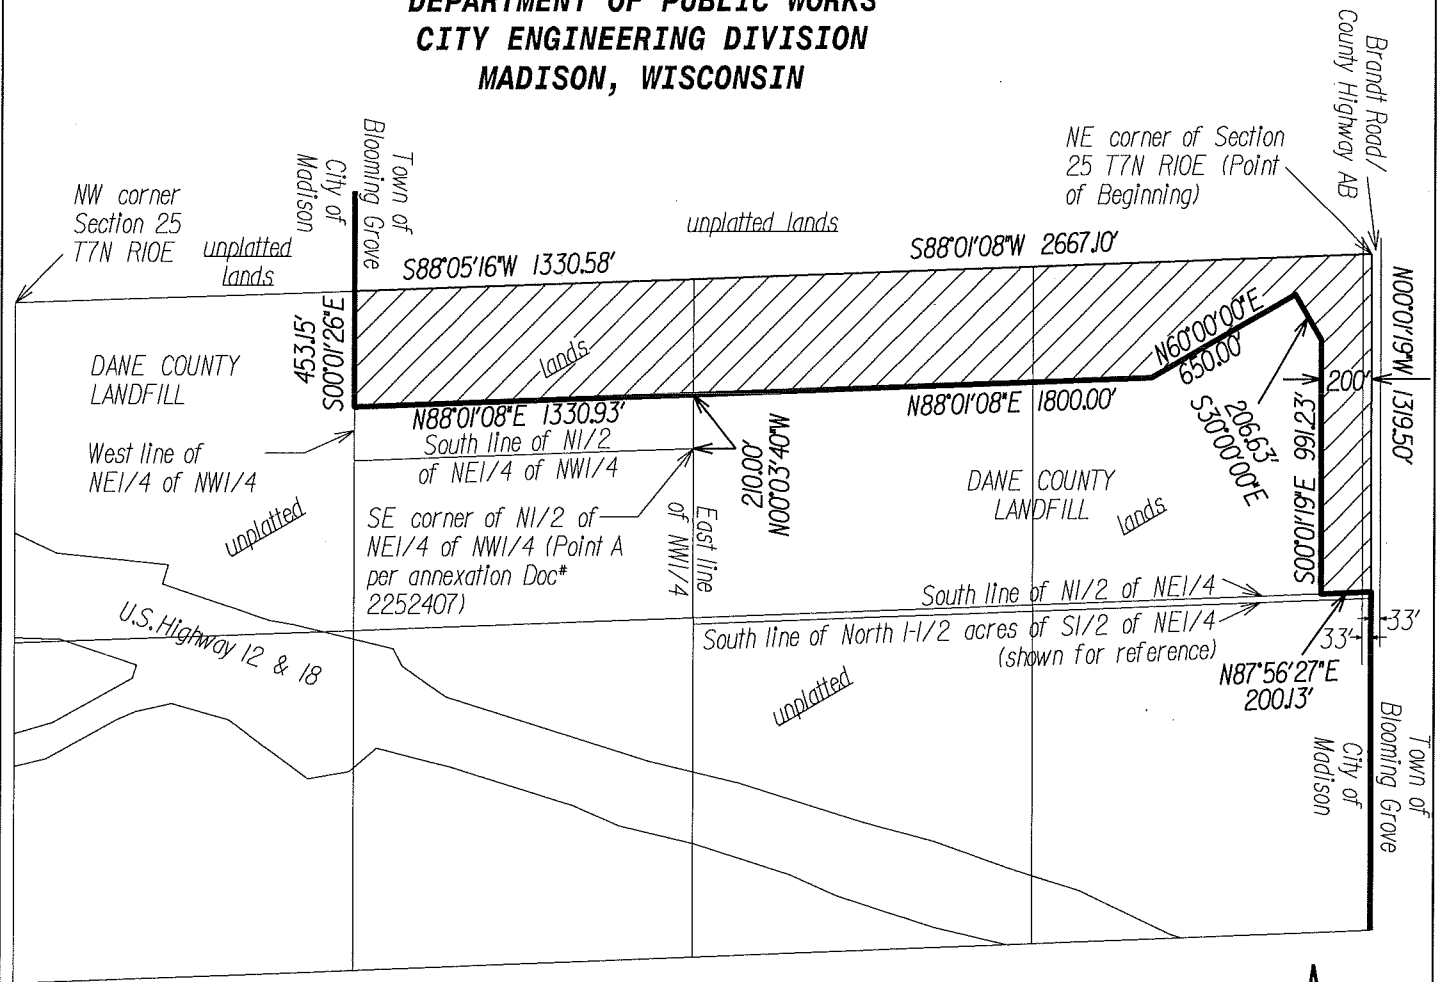 DEPARTMENT OF PUBLIC WORKS
CITY ENGINEERING DIVISION
MADISON, WISCONSIN
Brandt Road/
County Highway AB
NE corner of Section
25 T7N R10E (Point
of Beginning)
Town of
Blooming Grove
City of
Madison
NW corner
Section 25
T7N R10E
unplatted
lands
unplatted lands
S88°05'16"W 1330.58'
S88°01'08"W 2667.10'
N00°01'19"W 1319.50'
453.15'
S00°01'26"E
DANE COUNTY
LANDFILL
lands
N60°00'00"E
650.00'
200'
206.63'
S30°00'00"E
S00°01'19"E 991.23'
N88°01'08"E 1330.93'
N88°01'08"E 1800.00'
South line of N1/2
of NE1/4 of NW1/4
West line of
NE1/4 of NW1/4
210.00'
N00°03'40"W
DANE COUNTY
LANDFILL
lands
unplatted
SE corner of N1/2 of
NE1/4 of NW1/4 (Point A
per annexation Doc#
2252407)
East line
of NW1/4
South line of N1/2 of NE1/4
South line of North 1-1/2 acres of S1/2 of NE1/4
(shown for reference)
33'
33'
U.S. Highway 12 & 18
N87°56'27"E
200.13'
unplatted
Town of
Blooming Grove
City of
Madison